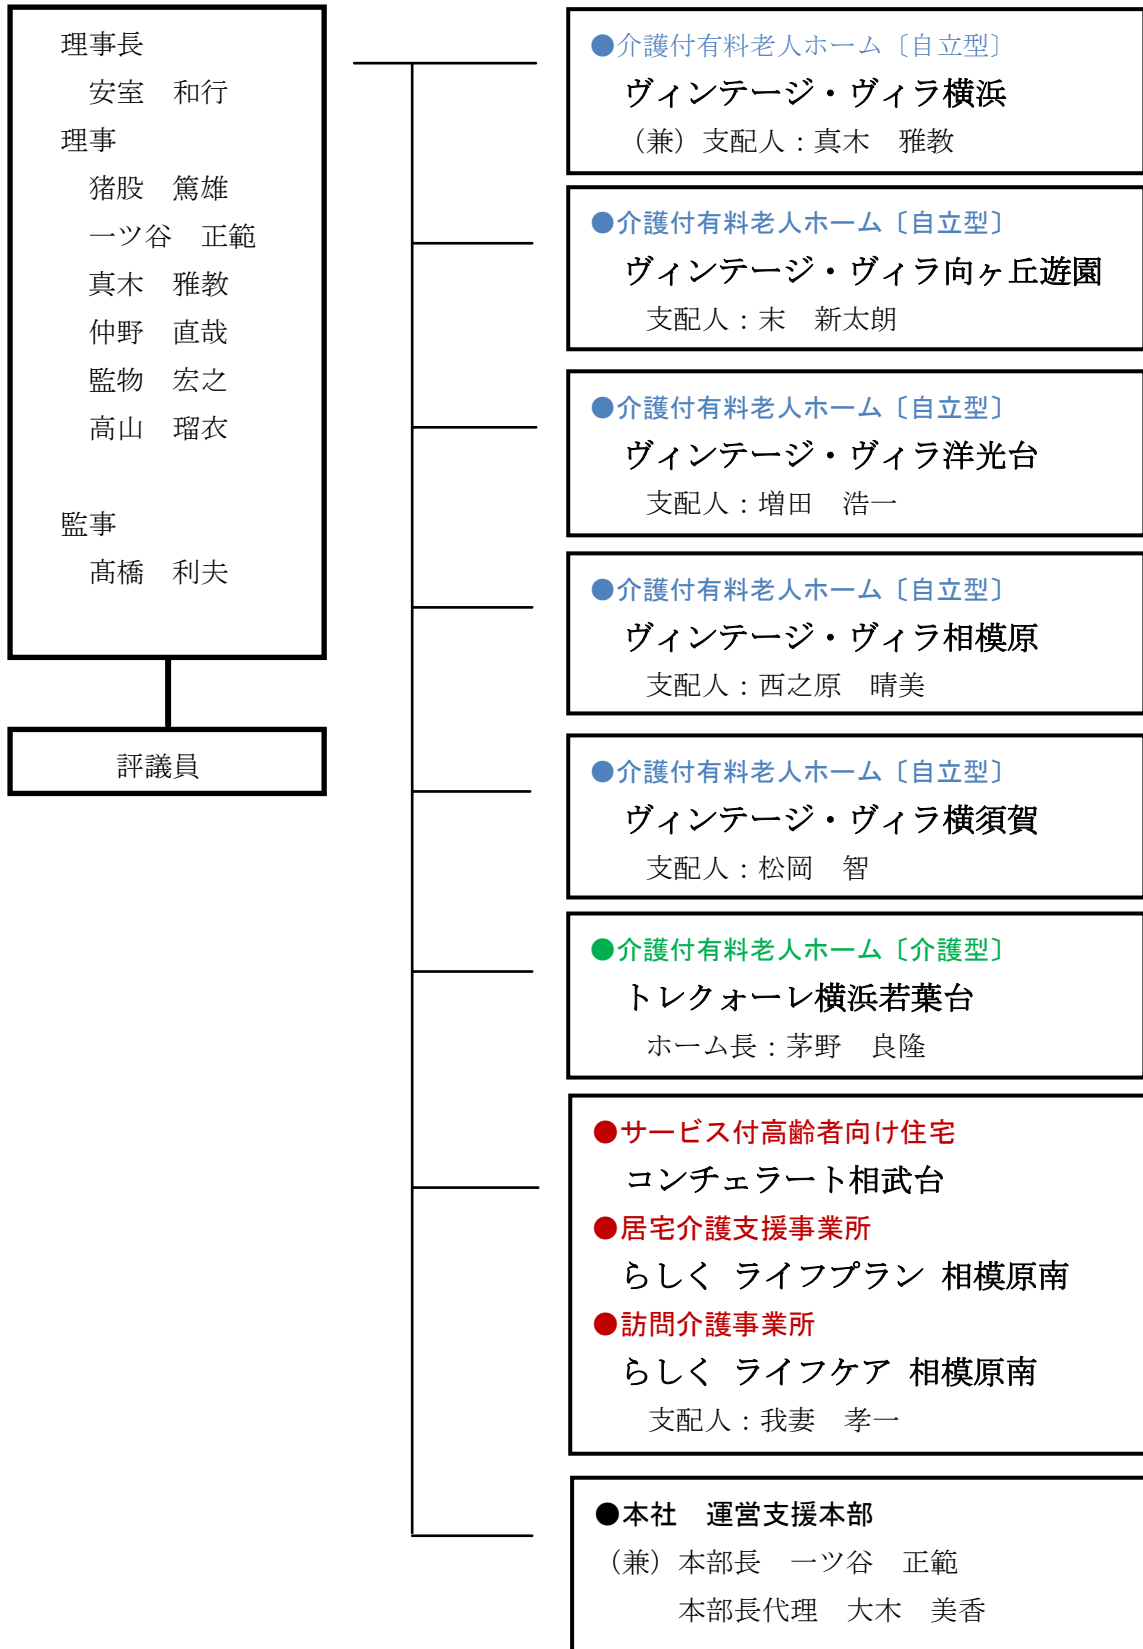 理事長
安室　和行
理事
猪股　篤雄
一ツ谷　正範
真木　雅教
仲野　直哉
監物　宏之
高山　瑠衣
監事
髙橋　利夫
評議員
●介護付有料老人ホーム〔自立型〕
ヴィンテージ・ヴィラ横浜
（兼）支配人：真木　雅教
●介護付有料老人ホーム〔自立型〕
ヴィンテージ・ヴィラ向ヶ丘遊園
支配人：末　新太朗
●介護付有料老人ホーム〔自立型〕
ヴィンテージ・ヴィラ洋光台
支配人：増田　浩一
●介護付有料老人ホーム〔自立型〕
ヴィンテージ・ヴィラ相模原
支配人：西之原　晴美
●介護付有料老人ホーム〔自立型〕
ヴィンテージ・ヴィラ横須賀
支配人：松岡　智
●介護付有料老人ホーム〔介護型〕
トレクォーレ横浜若葉台
ホーム長：茅野　良隆
●サービス付高齢者向け住宅
コンチェラート相武台
●居宅介護支援事業所
らしく ライフプラン 相模原南
●訪問介護事業所
らしく ライフケア 相模原南
支配人：我妻　孝一
●本社　運営支援本部
（兼）本部長　一ツ谷　正範
本部長代理　大木　美香